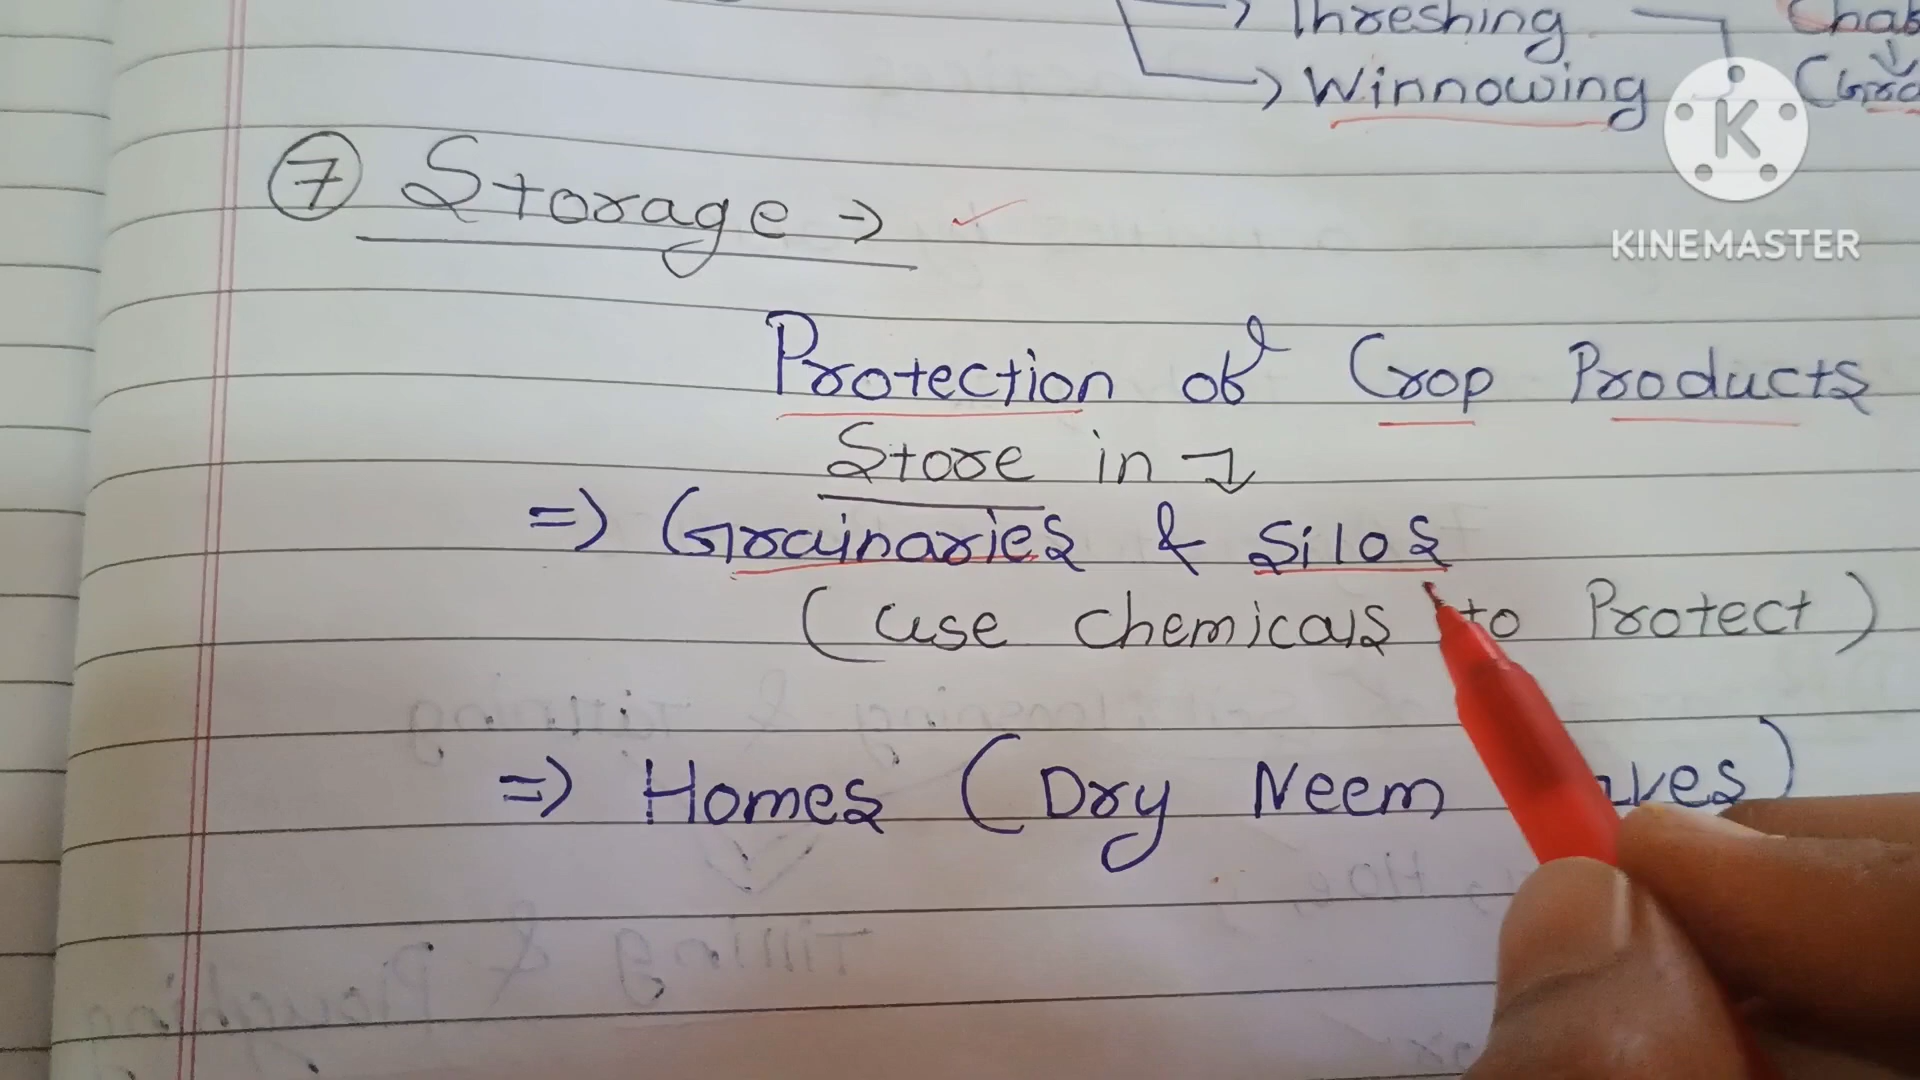 → Threshing
→ Winnowing
KINEMASTER
⑦ Storage →
Protection of Crop Products
Store in
=> Grainaries & Silos
(use chemicals to Protect)
=> Homes (Dry Neem